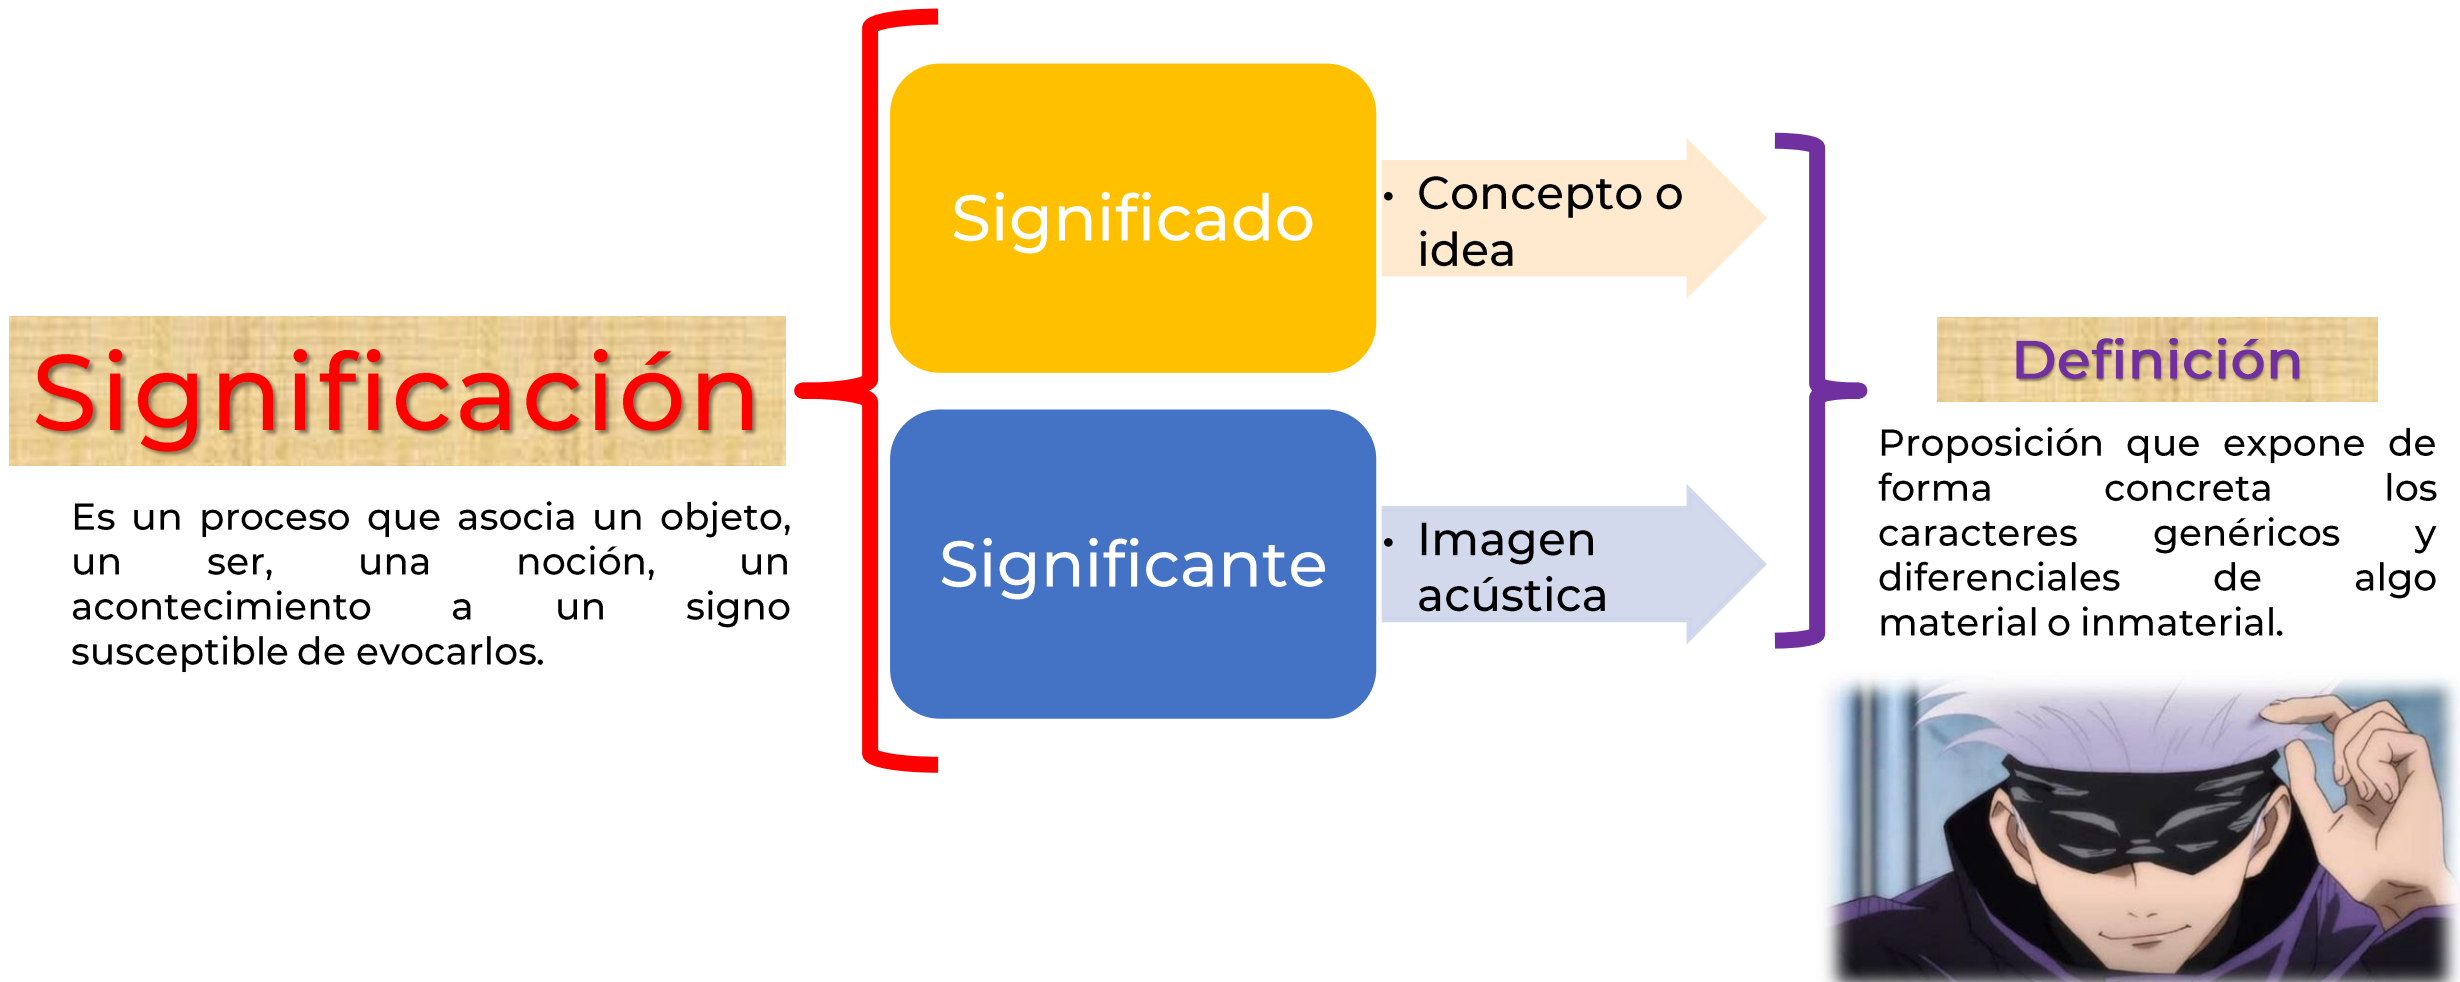 Significación
Es un proceso que asocia un objeto,
un ser, una noción, un
acontecimiento a un signo
susceptible de evocarlos.
Significado
• Concepto o
idea
Significante
• Imagen
acústica
Definición
Proposición que expone de
forma concreta los
caracteres genéricos y
diferenciales de algo
material o inmaterial.